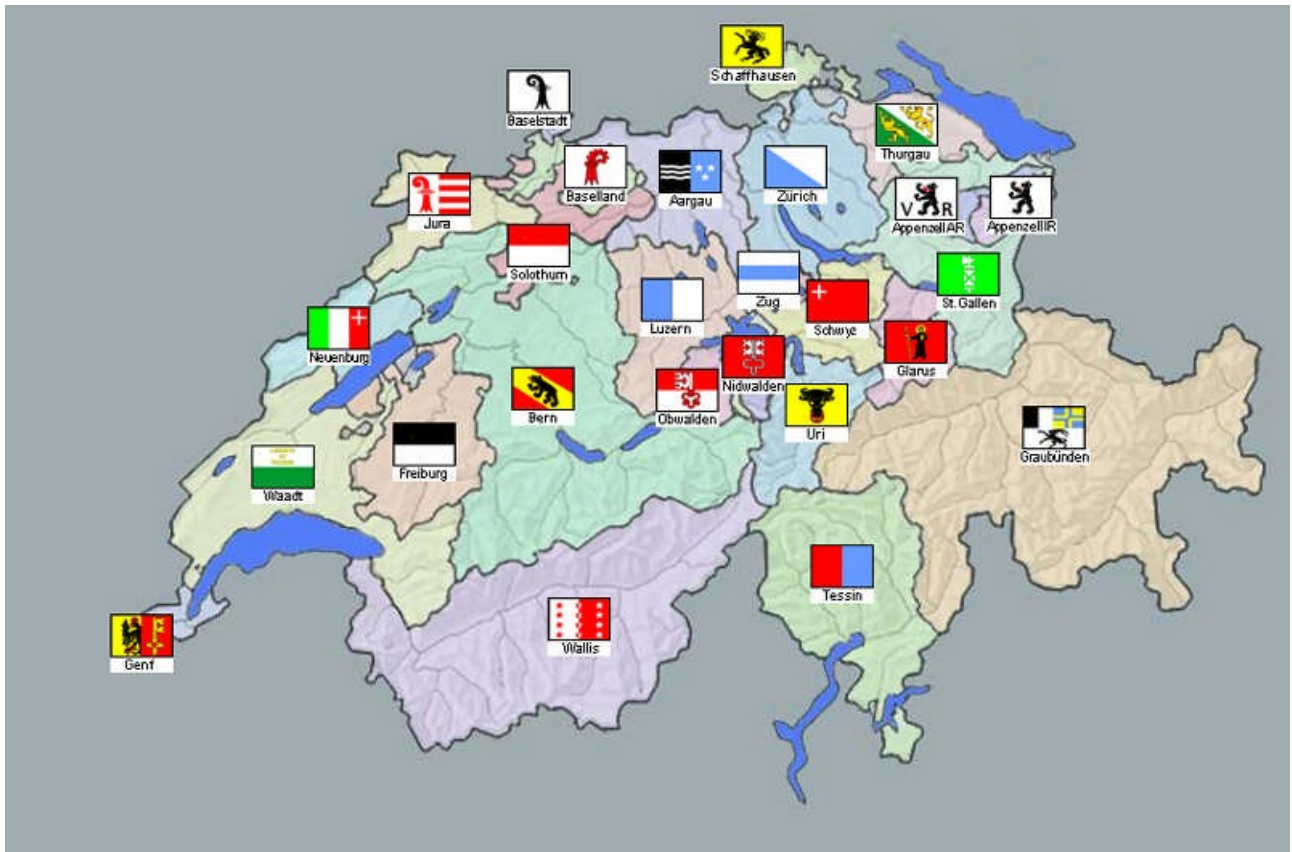 Schaffhausen
Baselstadt
Thurgau
Baselland
Aargau
Zürich
Jura
V R
AppenzellAR
AppenzellIR
Solothurn
Zug
St.Gallen
Luzern
Schwyz
Neuenburg
Glarus
Nidwalden
Bern
Obwalden
Uri
Freiburg
Graubünden
Waadt
Tessin
Wallis
Genf